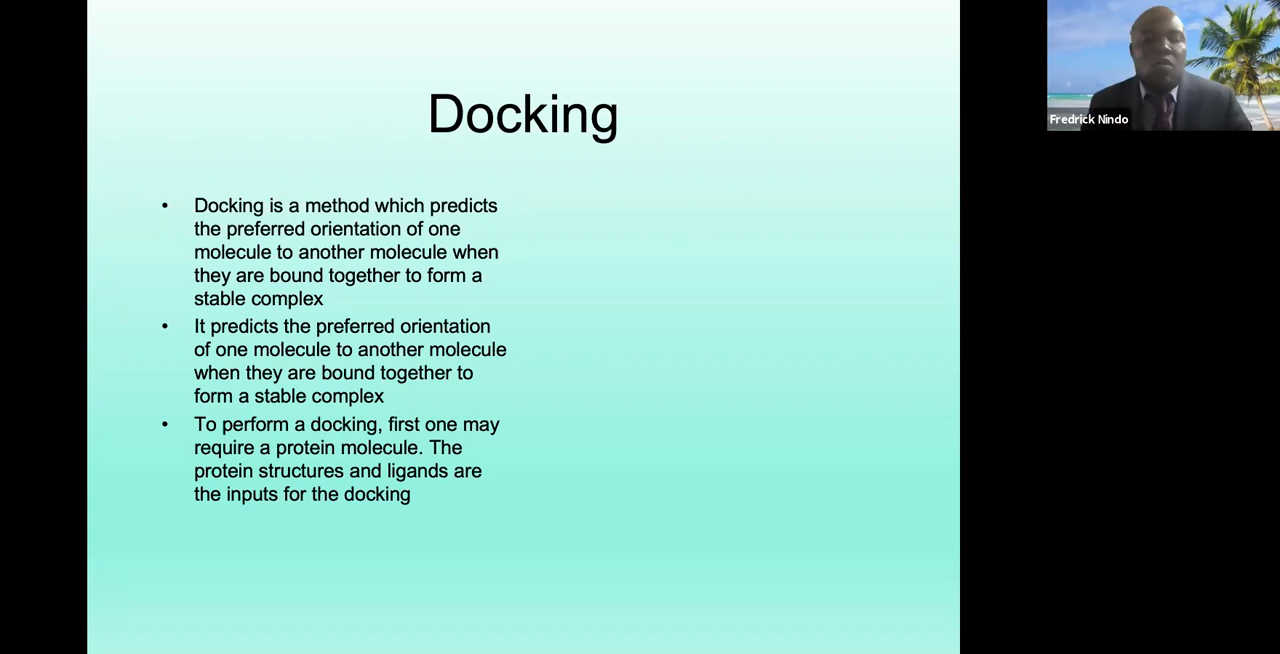 Docking
• Docking is a method which predicts
the preferred orientation of one
molecule to another molecule when
they are bound together to form a
stable complex
• It predicts the preferred orientation
of one molecule to another molecule
when they are bound together to
form a stable complex
• To perform a docking, first one may
require a protein molecule. The
protein structures and ligands are
the inputs for the docking
Fredrick Nindo